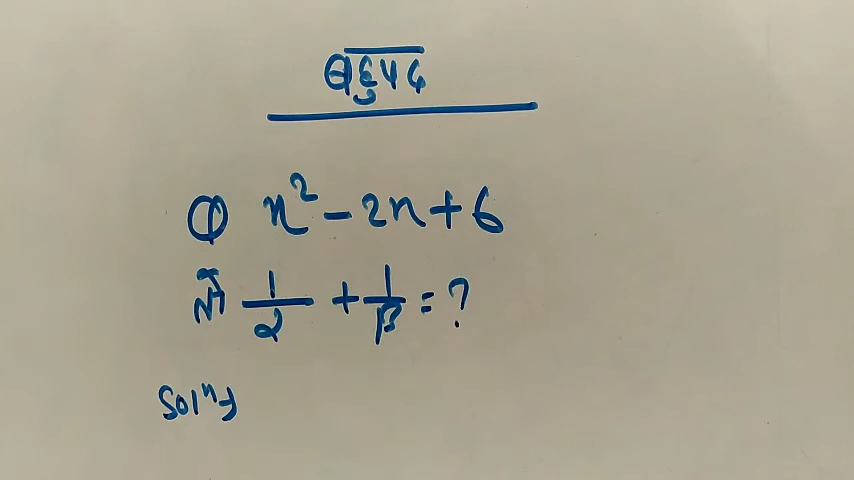 बहुपद
① x² - 2x + 6
में 1/α + 1/β = ?
Solⁿ→